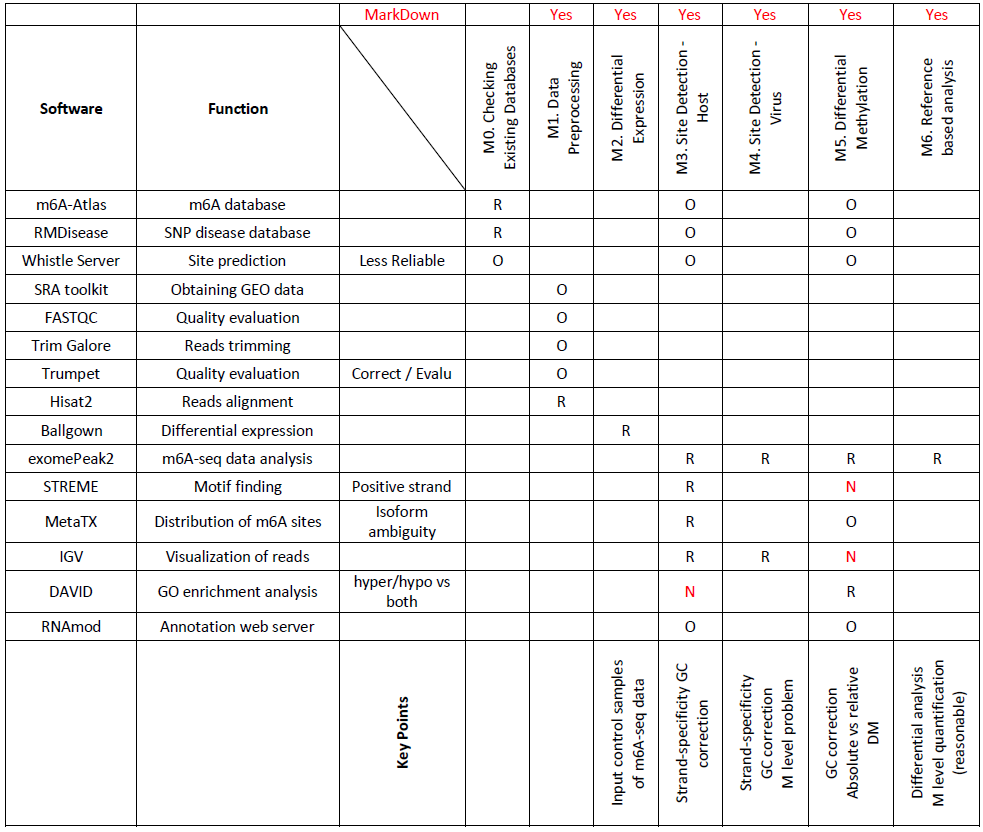 MarkDown Yes Yes Yes Yes Yes Yes
Software Function M0. Checking Existing Databases M1. Data Preprocessing M2. Differential Expression M3. Site Detection - Host M4. Site Detection - Virus M5. Differential Methylation M6. Reference based analysis
m6A-Atlas m6A database R O O
RMDisease SNP disease database R O O
Whistle Server Site prediction Less Reliable O O O
SRA toolkit Obtaining GEO data O
FASTQC Quality evaluation O
Trim Galore Reads trimming O
Trumpet Quality evaluation Correct / Evalu O
Hisat2 Reads alignment R
Ballgown Differential expression R
exomePeak2 m6A-seq data analysis R R R R
STREME Motif finding Positive strand R N
MetaTX Distribution of m6A sites Isoform ambiguity R O
IGV Visualization of reads R R N
DAVID GO enrichment analysis hyper/hypo vs both N R
RNAmod Annotation web server O O
Key Points
Input control samples
of m6A-seq data
Strand-specificity GC
correction
Strand-specificity
GC correction
M level problem
GC correction
Absolute vs relative
DM
Differential analysis
M level quantification
(reasonable)